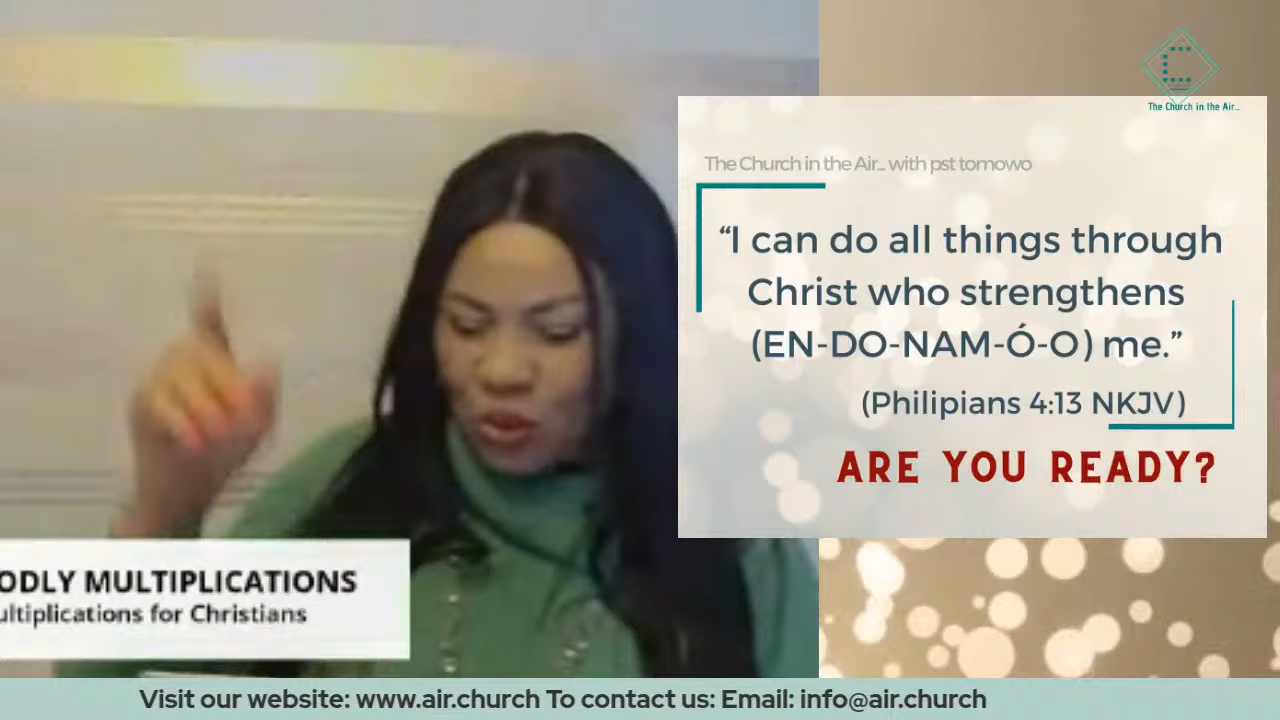 The Church in the Air...
The Church in the Air... with pst tomowo
“I can do all things through
Christ who strengthens
(EN-DO-NAM-Ó-O) me.”
(Philipians 4:13 NKJV)
ARE YOU READY?
ODLY MULTIPLICATIONS
ultiplications for Christians
Visit our website: www.air.church To contact us: Email: info@air.church